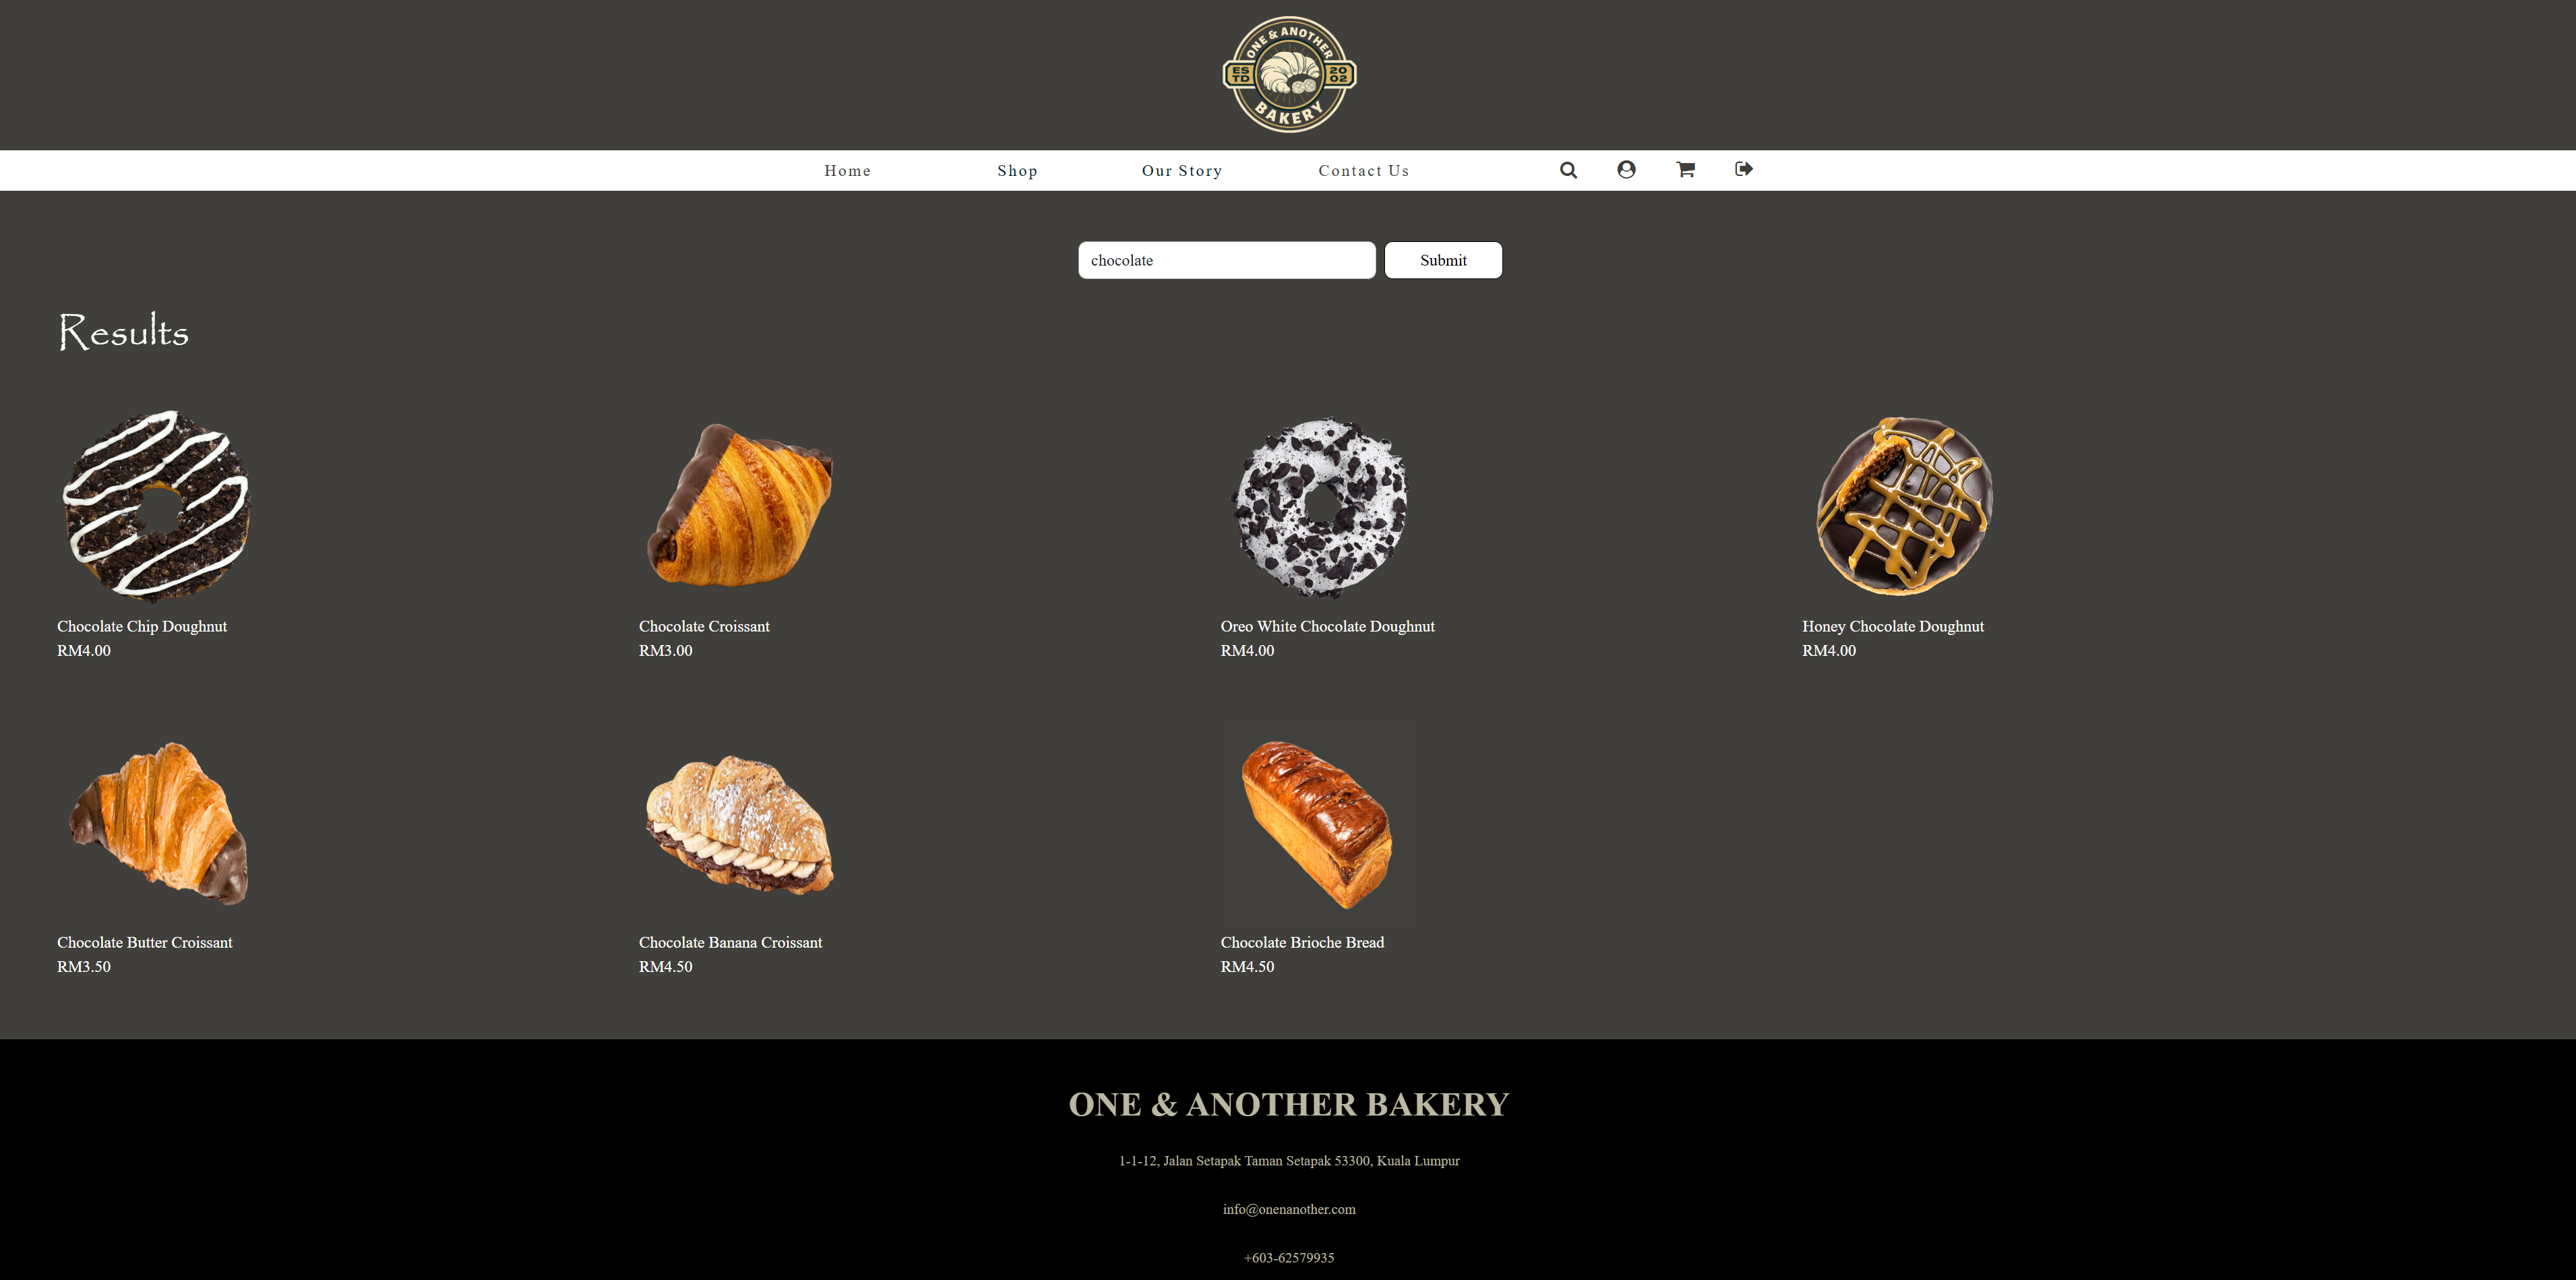 ONE & ANOTHER
ES
TD
20
02
BAKERY
Home Shop Our Story Contact Us
chocolate Submit
Results
Chocolate Chip Doughnut Chocolate Croissant Oreo White Chocolate Doughnut Honey Chocolate Doughnut
RM4.00 RM3.00 RM4.00 RM4.00
Chocolate Butter Croissant Chocolate Banana Croissant Chocolate Brioche Bread
RM3.50 RM4.50 RM4.50
ONE & ANOTHER BAKERY
1-1-12, Jalan Setapak Taman Setapak 53300, Kuala Lumpur
info@onenanother.com
+603-62579935